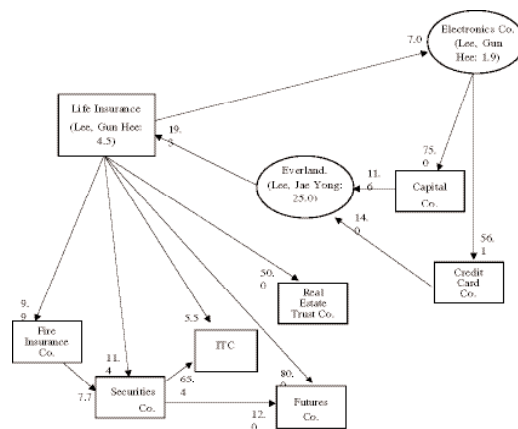 Electronics Co.
(Lee, Gun
Hee: 1.9)
7.0
Life Insurance
(Lee, Gun Hee:
4.5)
19.
3
75.
0
Everland.
(Lee, Jae Yong:
25.0)
11.
6
Capital
Co.
14.
0
56.
1
Credit
Card
Co.
50.
0
Real
Estate
Trust Co.
9.
9
5.5
ITC
Fire
Insurance
Co.
11.
4
65.
4
80.
0
7.7
Securities
Co.
12.
0
Futures
Co.